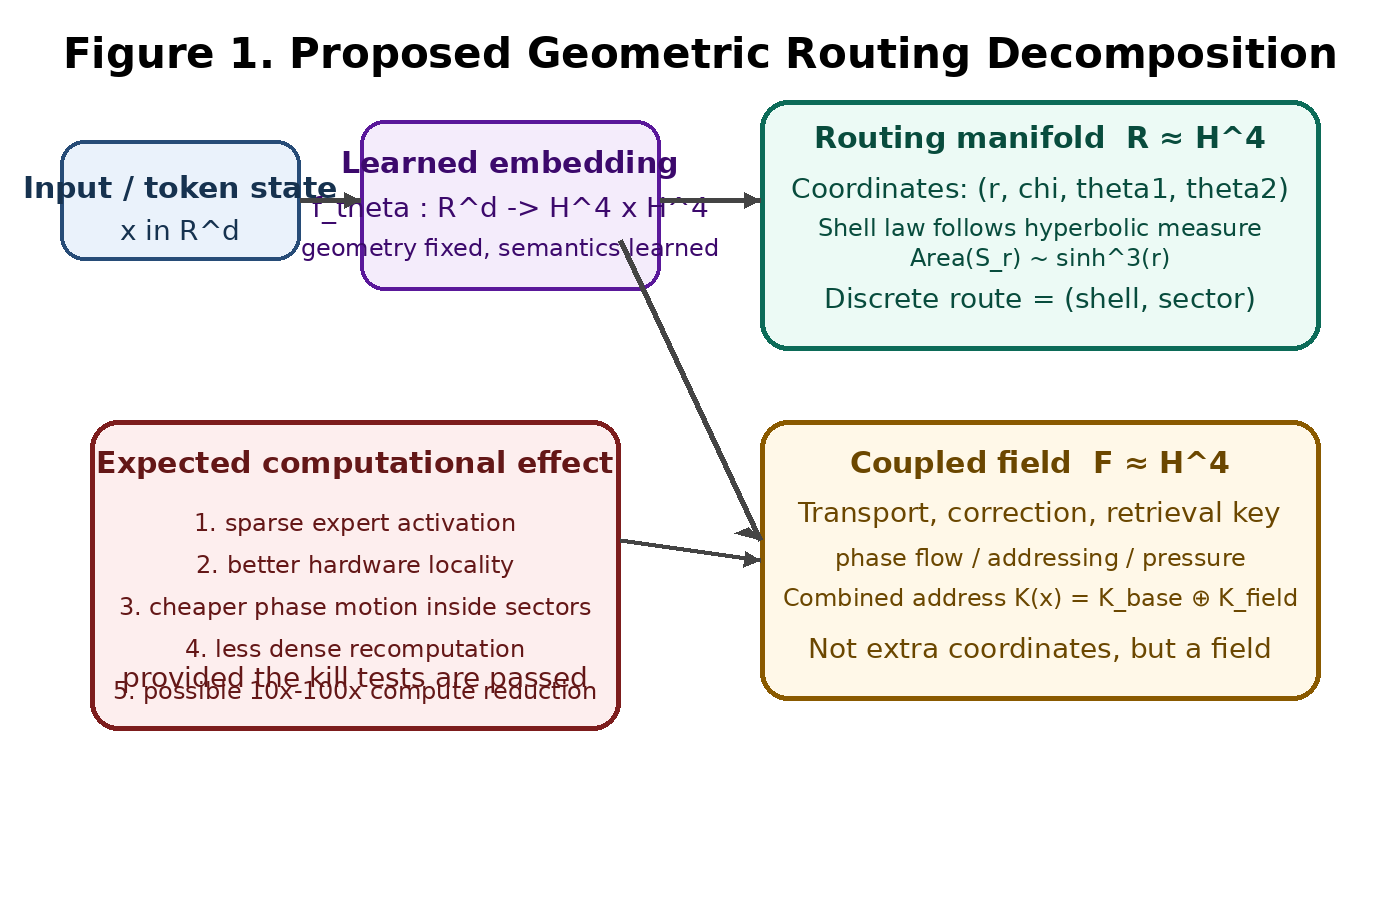 Figure 1. Proposed Geometric Routing Decomposition
Input / token state
x in R^d
Learned embedding
f_theta : R^d -> H^4 x H^4
geometry fixed, semantics learned
Routing manifold R ≈ H^4
Coordinates: (r, chi, theta1, theta2)
Shell law follows hyperbolic measure
Area(S_r) ~ sinh^3(r)
Discrete route = (shell, sector)
Expected computational effect
1. sparse expert activation
2. better hardware locality
3. cheaper phase motion inside sectors
4. less dense recomputation
provided the kill tests are passed
5. possible 10x-100x compute reduction
Coupled field F ≈ H^4
Transport, correction, retrieval key
phase flow / addressing / pressure
Combined address K(x) = K_base ⊕ K_field
Not extra coordinates, but a field